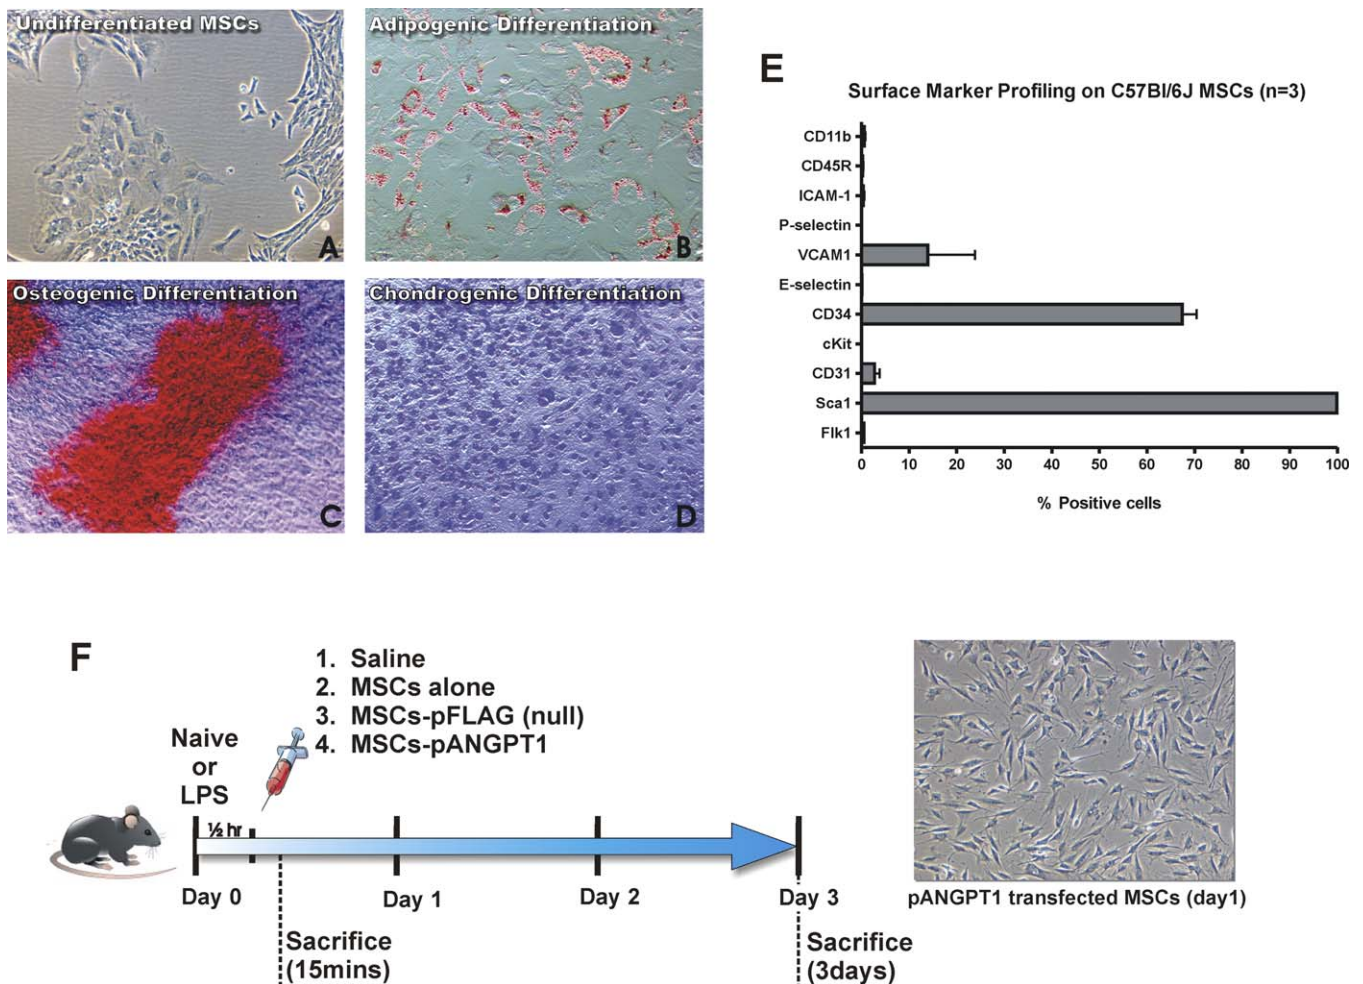 Undifferentiated MSCs
A
Adipogenic Differentiation
B
Osteogenic Differentiation
C
Chondrogenic Differentiation
D
E
Surface Marker Profiling on C57Bl/6J MSCs (n=3)
CD11b
CD45R
ICAM-1
P-selectin
VCAM1
E-selectin
CD34
cKit
CD31
Sca1
Flk1
0 10 20 30 40 50 60 70 80 90 100
% Positive cells
F
1. Saline
2. MSCs alone
3. MSCs-pFLAG (null)
4. MSCs-pANGPT1
Naive
or
LPS
½ hr
Day 0
Day 1
Day 2
Day 3
Sacrifice
(15mins)
Sacrifice
(3days)
pANGPT1 transfected MSCs (day1)